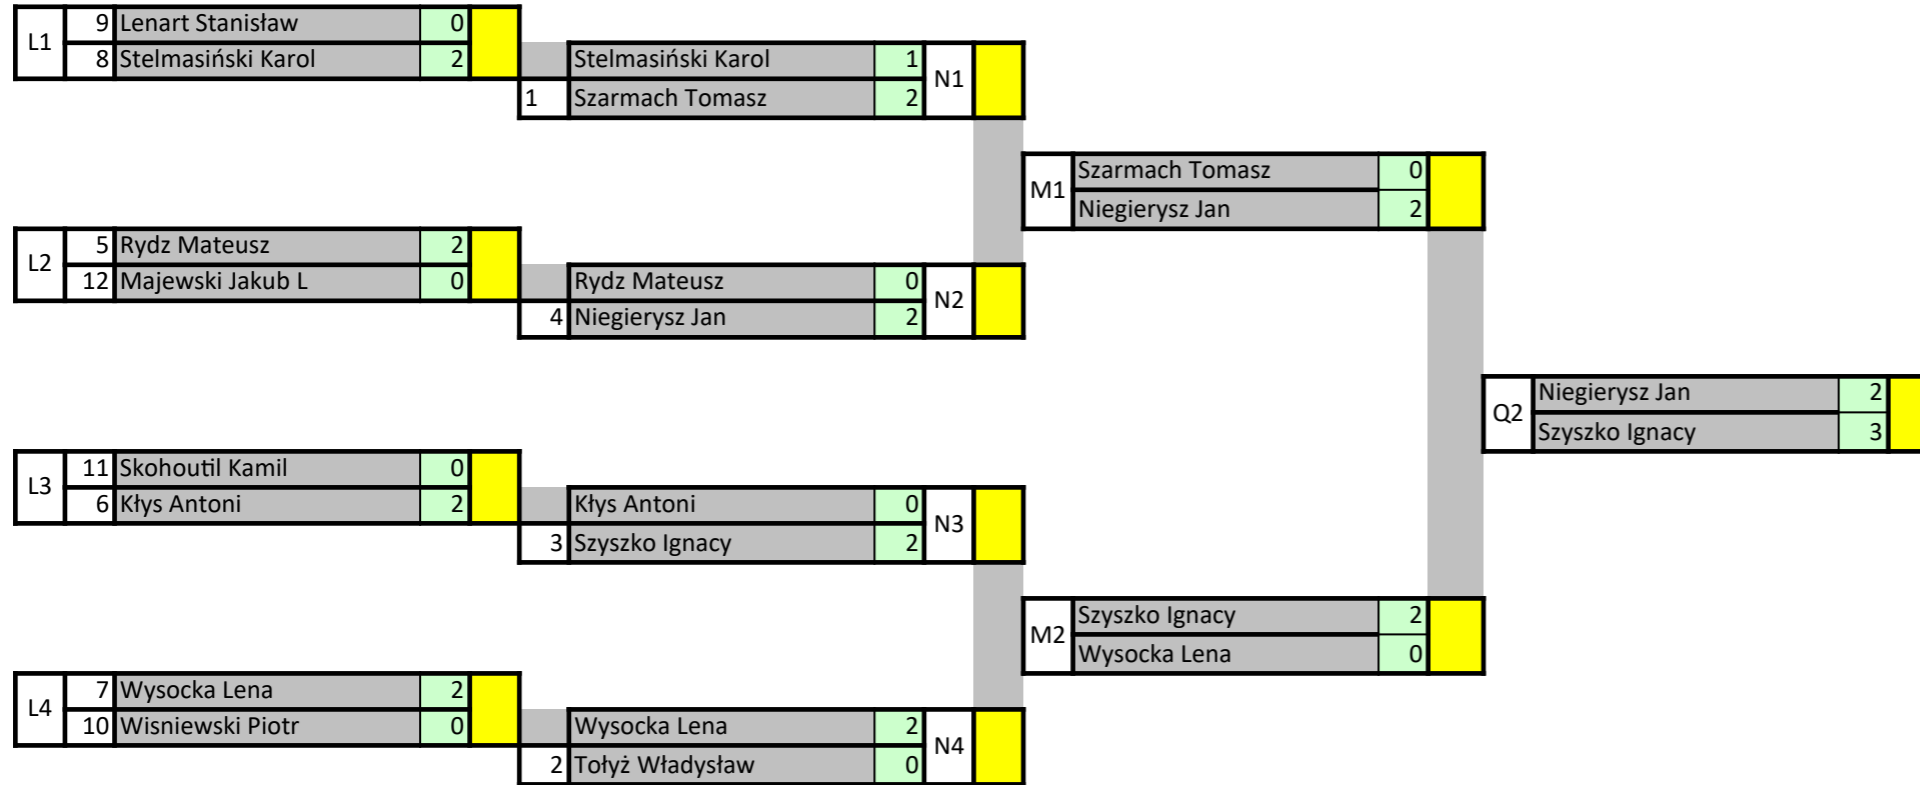 L1
9 Lenart Stanisław 0
8 Stelmasiński Karol 2
Stelmasiński Karol 1
1 Szarmach Tomasz 2
N1
M1
Szarmach Tomasz 0
Niegierysz Jan 2
L2
5 Rydz Mateusz 2
12 Majewski Jakub L 0
Rydz Mateusz 0
4 Niegierysz Jan 2
N2
Q2
Niegierysz Jan 2
Szyszko Ignacy 3
L3
11 Skohoutil Kamil 0
6 Kłys Antoni 2
Kłys Antoni 0
3 Szyszko Ignacy 2
N3
M2
Szyszko Ignacy 2
Wysocka Lena 0
L4
7 Wysocka Lena 2
10 Wisniewski Piotr 0
Wysocka Lena 2
2 Tołyż Władysław 0
N4